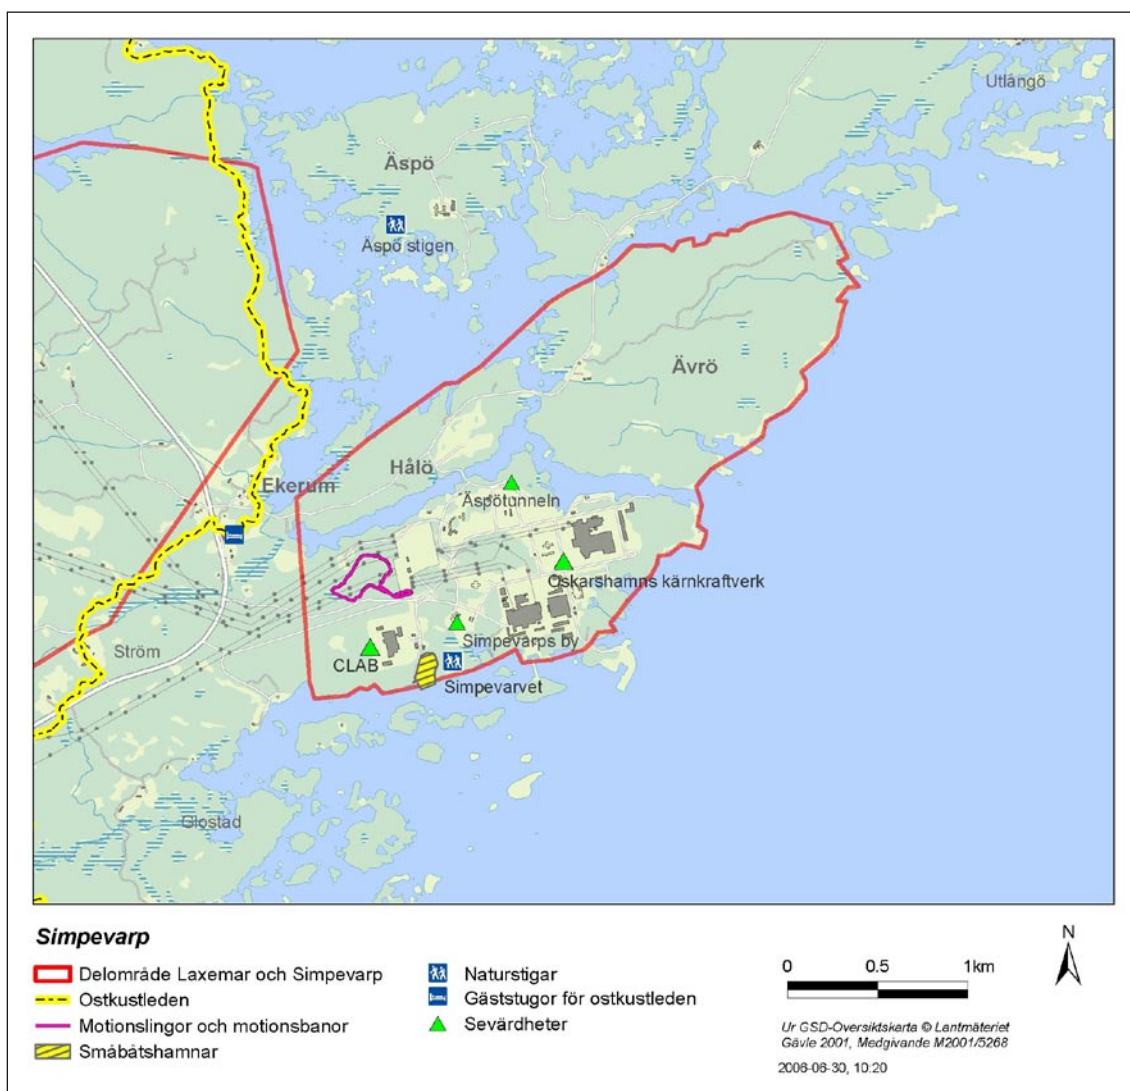 Utlångö
Äspö
Äspö stigen
Ävrö
Hålö
Ekerum
Äspötunneln
Oskarshamns kärnkraftverk
Simpevarps by
Ström
CLAB
Simpevarvet
Glostad
Simpevarp
Delområde Laxemar och Simpevarp
Ostkustleden
Motionslingor och motionsbanor
Småbåtshamnar
Naturstigar
Gäststugor för ostkustleden
Sevärdheter
N
0 0.5 1km
Ur GSD-Översiktskarta © Lantmäteriet
Gävle 2001, Medgivande M2001/5268
2006-06-30, 10:20